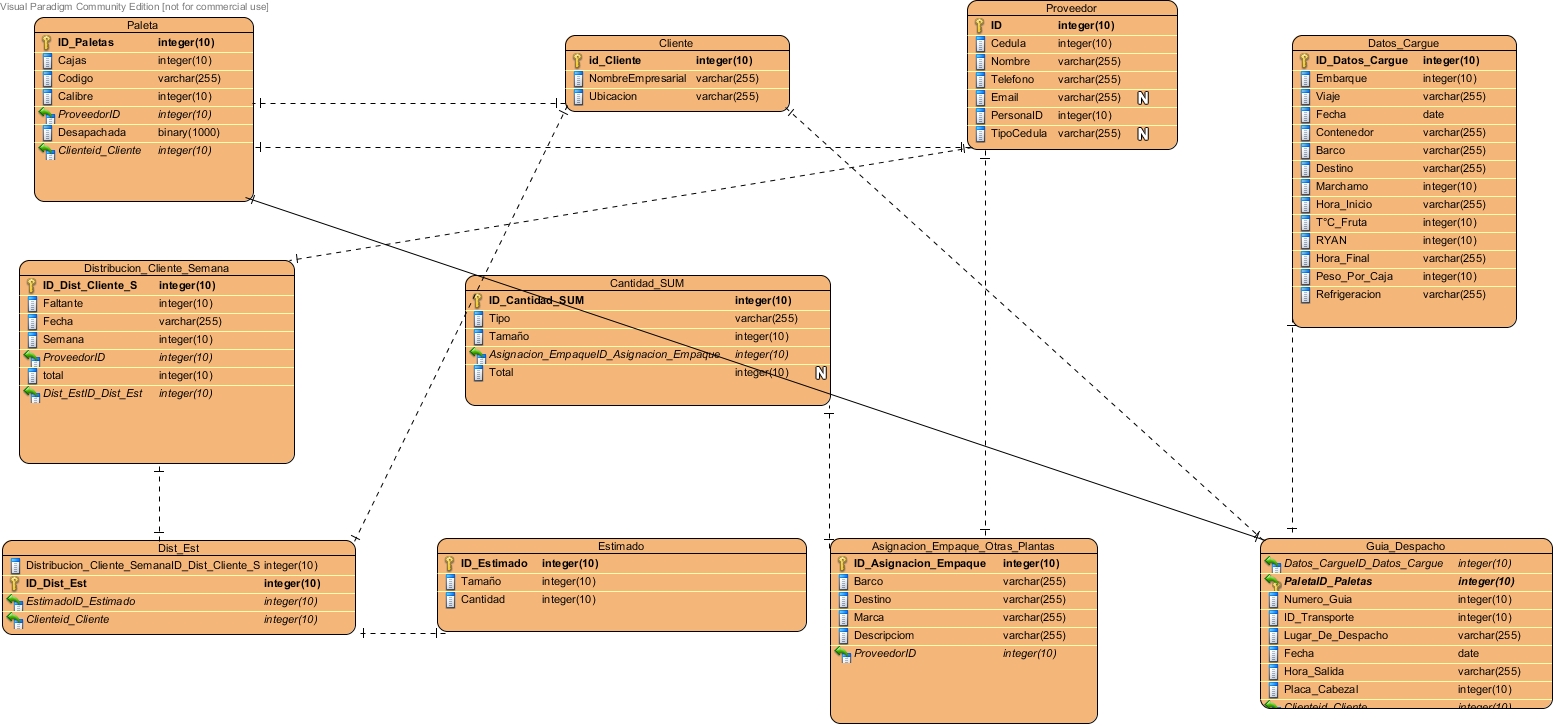 Visual Paradigm Community Edition [not for commercial use]
Paleta
ID_Paletas integer(10)
Cajas integer(10)
Codigo varchar(255)
Calibre integer(10)
ProveedorID integer(10)
Desapachada binary(1000)
Clienteid_Cliente integer(10)
Cliente
id_Cliente integer(10)
NombreEmpresarial varchar(255)
Ubicacion varchar(255)
Proveedor
ID integer(10)
Cedula integer(10)
Nombre varchar(255)
Telefono varchar(255)
Email varchar(255) N
PersonaID integer(10)
TipoCedula varchar(255) N
Datos_Cargue
ID_Datos_Cargue integer(10)
Embarque integer(10)
Viaje varchar(255)
Fecha date
Contenedor varchar(255)
Barco varchar(255)
Destino varchar(255)
Marchamo integer(10)
Hora_Inicio varchar(255)
T°C_Fruta integer(10)
RYAN integer(10)
Hora_Final varchar(255)
Peso_Por_Caja integer(10)
Refrigeracion varchar(255)
Distribucion_Cliente_Semana
ID_Dist_Cliente_S integer(10)
Faltante integer(10)
Fecha varchar(255)
Semana integer(10)
ProveedorID integer(10)
total integer(10)
Dist_EstID_Dist_Est integer(10)
Cantidad_SUM
ID_Cantidad_SUM integer(10)
Tipo varchar(255)
Tamaño integer(10)
Asignacion_EmpaqueID_Asignacion_Empaque integer(10)
Total integer(10) N
Dist_Est
Distribucion_Cliente_SemanaID_Dist_Cliente_S integer(10)
ID_Dist_Est integer(10)
EstimadoID_Estimado integer(10)
Clienteid_Cliente integer(10)
Estimado
ID_Estimado integer(10)
Tamaño integer(10)
Cantidad integer(10)
Asignacion_Empaque_Otras_Plantas
ID_Asignacion_Empaque integer(10)
Barco varchar(255)
Destino varchar(255)
Marca varchar(255)
Descripciom varchar(255)
ProveedorID integer(10)
Guia_Despacho
Datos_CargueID_Datos_Cargue integer(10)
PaletaID_Paletas integer(10)
Numero_Guia integer(10)
ID_Transporte integer(10)
Lugar_De_Despacho varchar(255)
Fecha date
Hora_Salida varchar(255)
Placa_Cabezal integer(10)
Clienteid_Cliente integer(10)